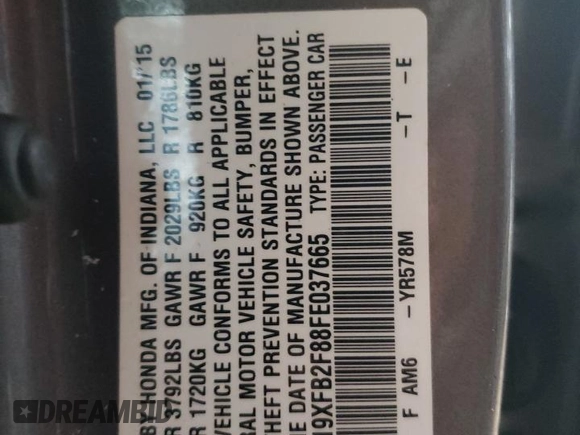 BY HONDA MFG. OF INDIANA, LLC 01/15
R 3792LBS GAWR F 2029LBS R 1786LBS
R 1720KG GAWR F 920KG R 810KG
VEHICLE CONFORMS TO ALL APPLICABLE
RAL MOTOR VEHICLE SAFETY, BUMPER,
HEFT PREVENTION STANDARDS IN EFFECT
HE DATE OF MANUFACTURE SHOWN ABOVE.
19XFB2F88FE037665 TYPE: PASSENGER CAR
F AM6 -YR578M -T -E
DREAMBID